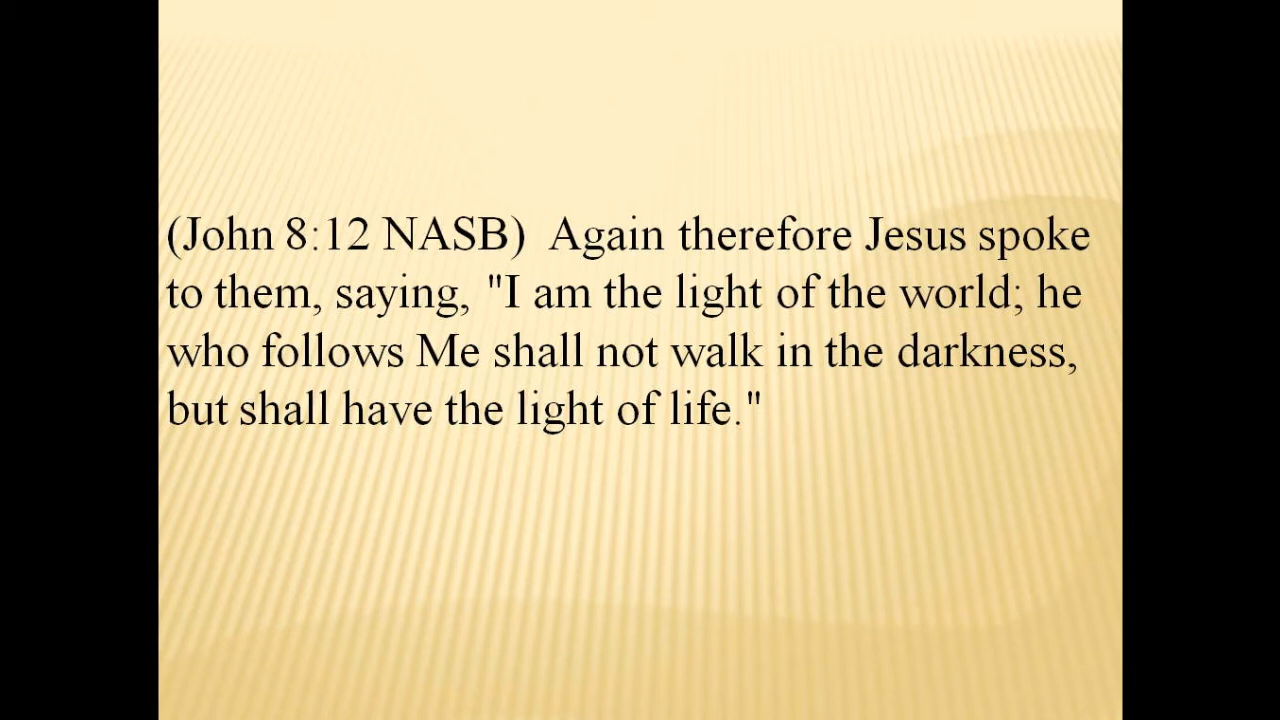 (John 8:12 NASB)  Again therefore Jesus spoke
to them, saying, "I am the light of the world; he
who follows Me shall not walk in the darkness,
but shall have the light of life."